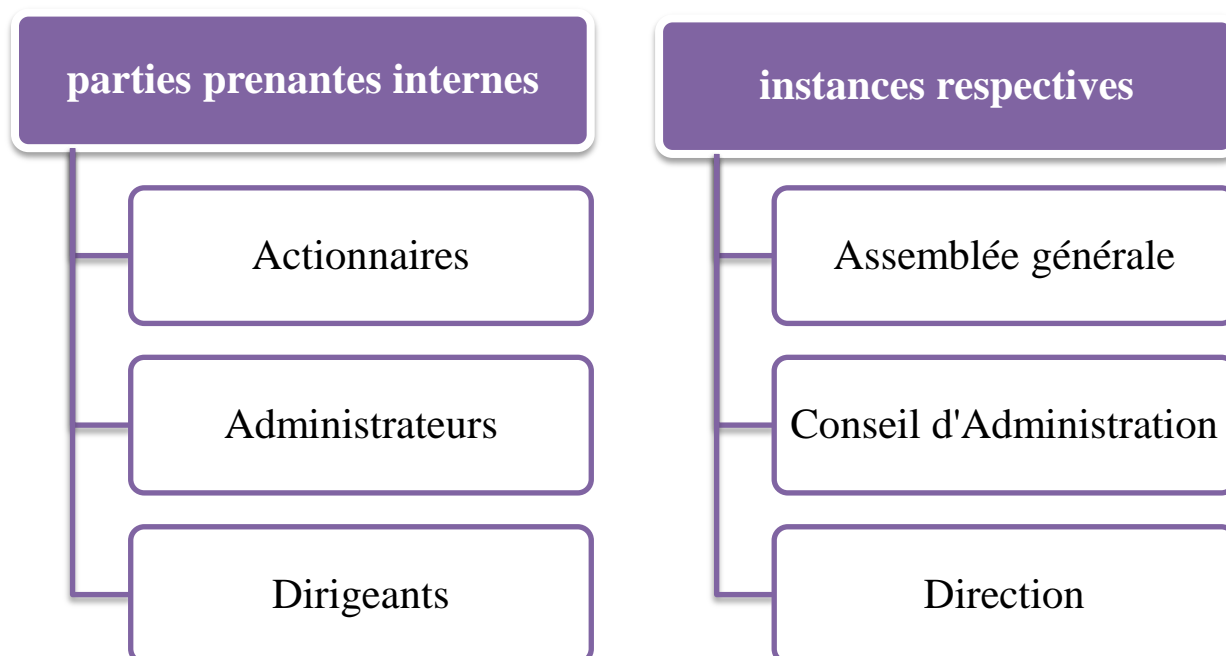 parties prenantes internes
Actionnaires
Administrateurs
Dirigeants
instances respectives
Assemblée générale
Conseil d'Administration
Direction